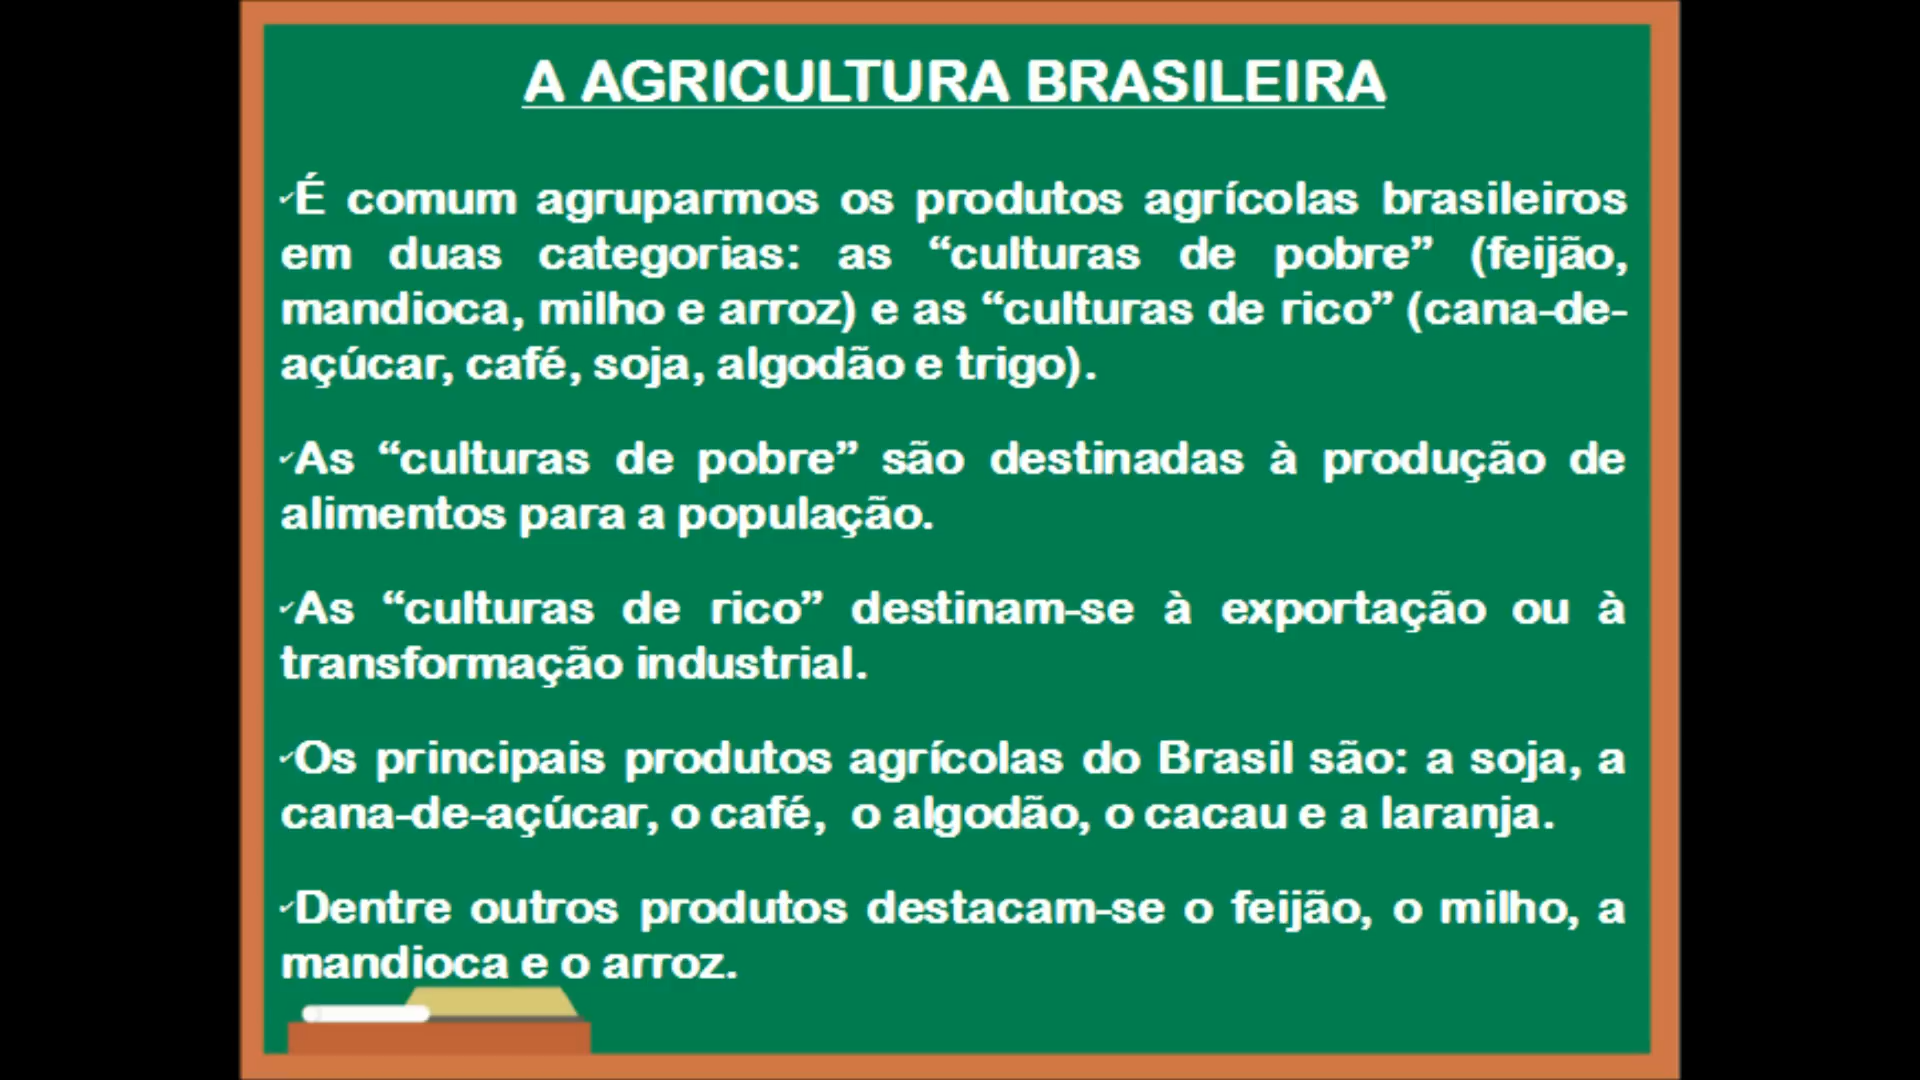 A AGRICULTURA BRASILEIRA
✓É comum agruparmos os produtos agrícolas brasileiros
em duas categorias: as “culturas de pobre” (feijão,
mandioca, milho e arroz) e as “culturas de rico” (cana-de-
açúcar, café, soja, algodão e trigo).
✓As “culturas de pobre” são destinadas à produção de
alimentos para a população.
✓As “culturas de rico” destinam-se à exportação ou à
transformação industrial.
✓Os principais produtos agrícolas do Brasil são: a soja, a
cana-de-açúcar, o café, o algodão, o cacau e a laranja.
✓Dentre outros produtos destacam-se o feijão, o milho, a
mandioca e o arroz.